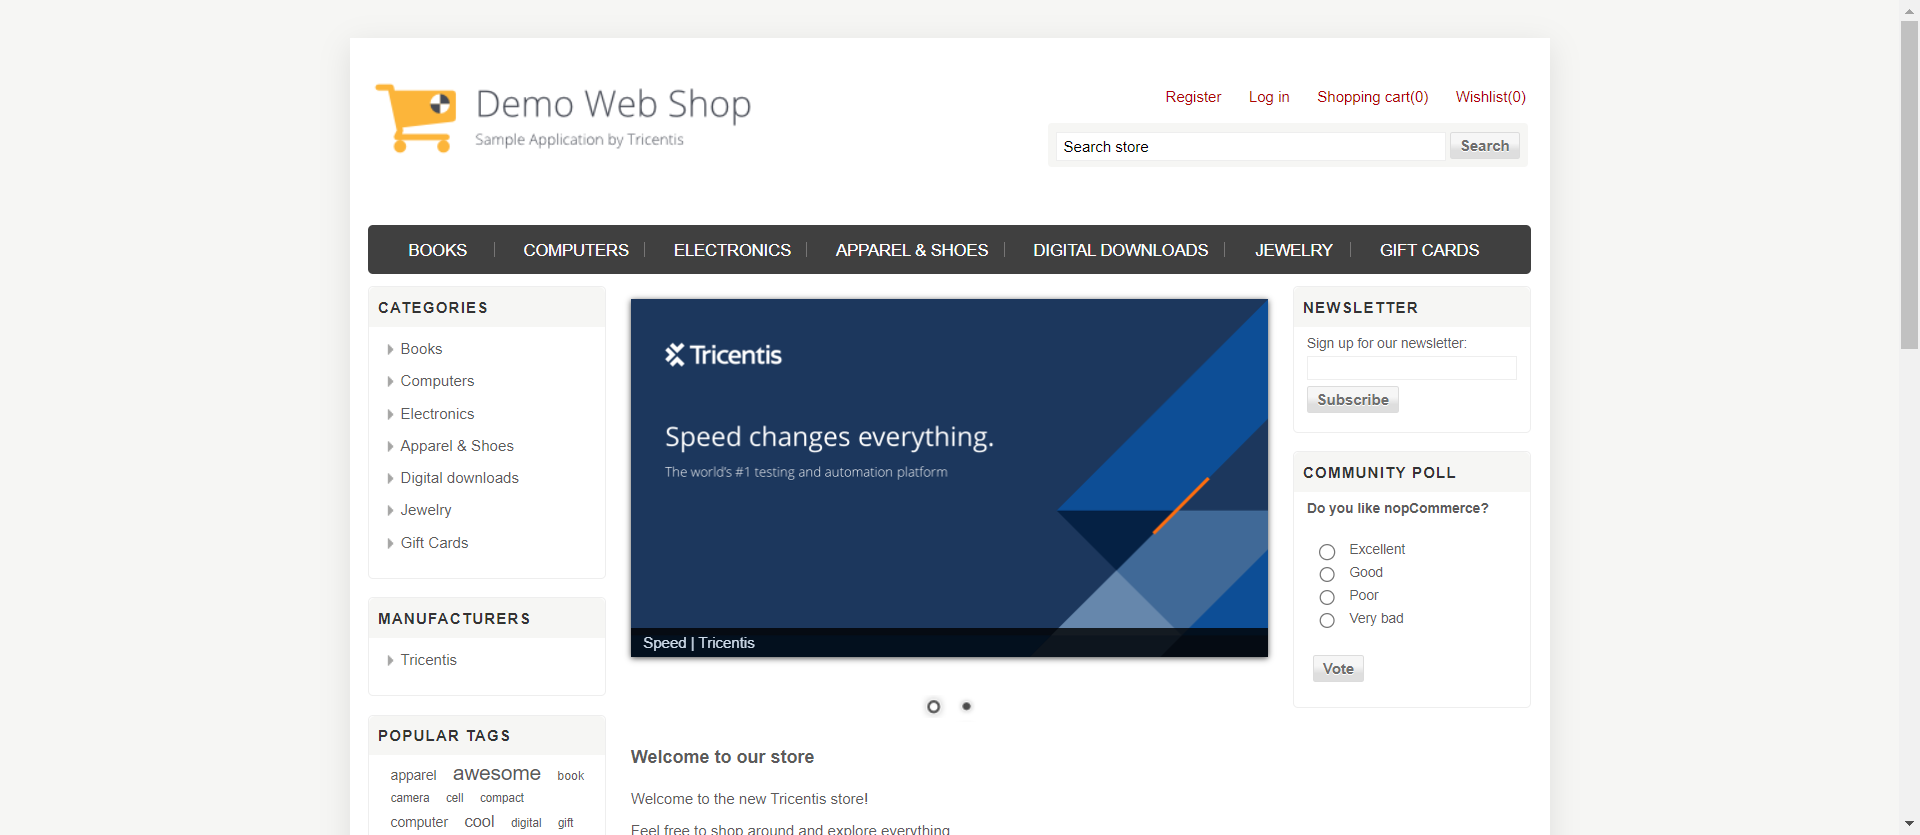 Demo Web Shop
Sample Application by Tricentis
Register Log in Shopping cart(0) Wishlist(0)
Search store Search
BOOKS COMPUTERS ELECTRONICS APPAREL & SHOES DIGITAL DOWNLOADS JEWELRY GIFT CARDS
CATEGORIES
Books
Computers
Electronics
Apparel & Shoes
Digital downloads
Jewelry
Gift Cards
MANUFACTURERS
Tricentis
POPULAR TAGS
apparel awesome book
camera cell compact
computer cool digital gift
Tricentis
Speed changes everything.
The world's #1 testing and automation platform
Speed | Tricentis
Welcome to our store
Welcome to the new Tricentis store!
Feel free to shop around and explore everything
NEWSLETTER
Sign up for our newsletter:
Subscribe
COMMUNITY POLL
Do you like nopCommerce?
Excellent
Good
Poor
Very bad
Vote